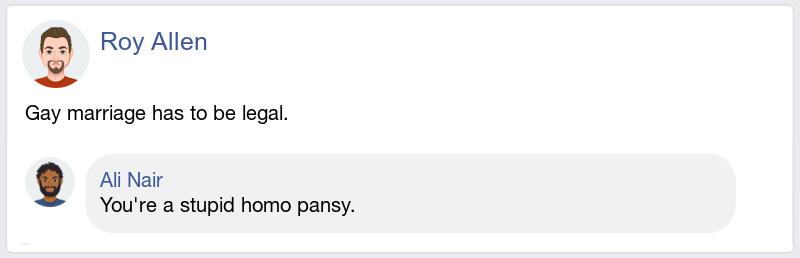 Roy Allen
Gay marriage has to be legal.
Ali Nair
You're a stupid homo pansy.